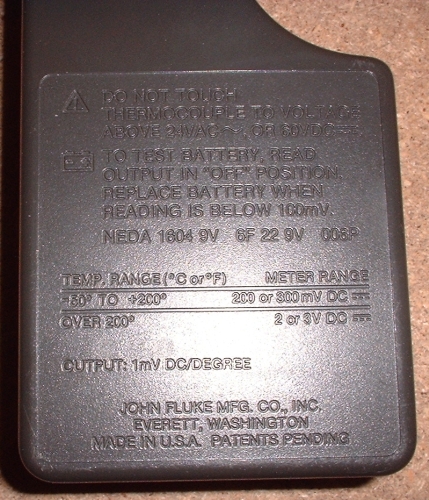 DO NOT TOUCH
THERMOCOUPLE TO VOLTAGE
ABOVE 24VAC ~, OR 60VDC ⎓
TO TEST BATTERY, READ
OUTPUT IN "OFF" POSITION.
REPLACE BATTERY WHEN
READING IS BELOW 100mV.
NEDA 1604 9V 6F 22 9V 006P
TEMP. RANGE (°C or °F) METER RANGE
-50° TO +200° 200 or 300mV DC ⎓
OVER 200° 2 or 3V DC ⎓
OUTPUT: 1mV DC/DEGREE
JOHN FLUKE MFG. CO., INC.
EVERETT, WASHINGTON
MADE IN U.S.A. PATENTS PENDING